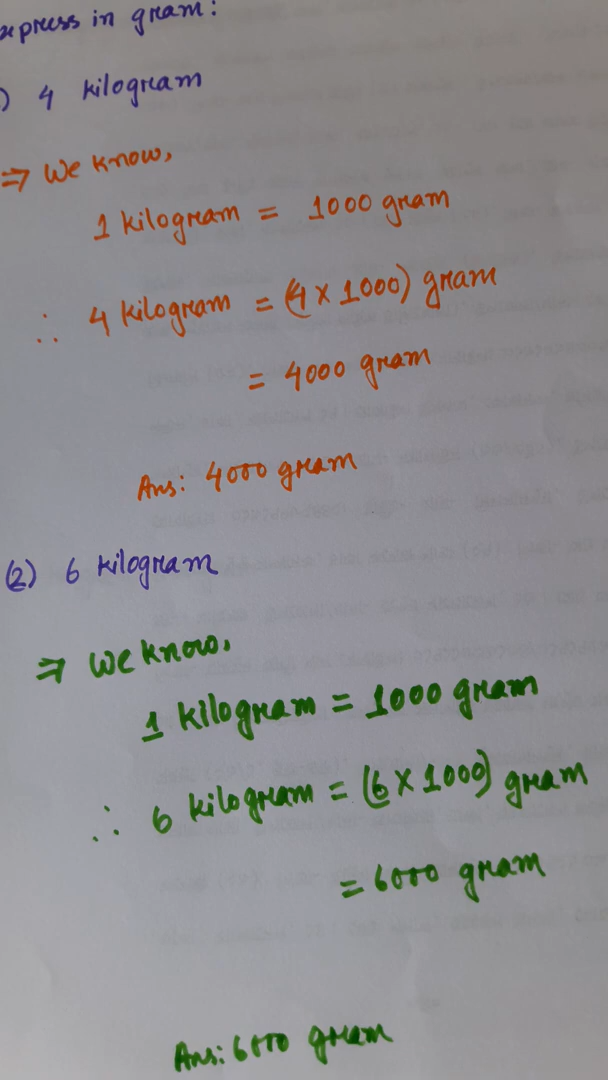 xpress in gram:
) 4 kilogram
⇒ We know,
1 kilogram = 1000 gram
∴ 4 kilogram = (4 × 1000) gram
= 4000 gram
Ans: 4000 gram
(2) 6 kilogram
⇒ We know,
1 kilogram = 1000 gram
∴ 6 kilogram = (6 × 1000) gram
= 6000 gram
Ans: 6000 gram